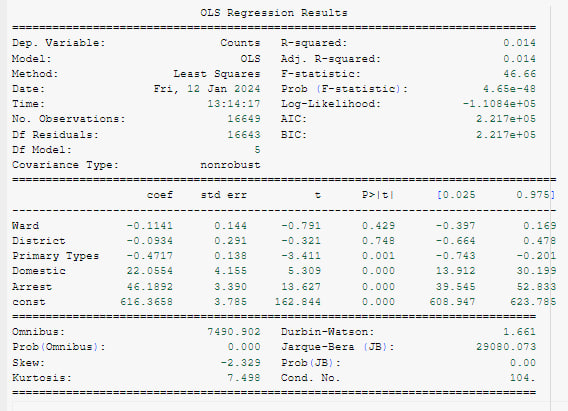 OLS Regression Results
==============================================================================
Dep. Variable: Counts R-squared: 0.014
Model: OLS Adj. R-squared: 0.014
Method: Least Squares F-statistic: 46.66
Date: Fri, 12 Jan 2024 Prob (F-statistic): 4.65e-48
Time: 13:14:17 Log-Likelihood: -1.1084e+05
No. Observations: 16649 AIC: 2.217e+05
Df Residuals: 16643 BIC: 2.217e+05
Df Model: 5
Covariance Type: nonrobust
=================================================================================
coef std err t P>|t| [0.025 0.975]
---------------------------------------------------------------------------------
Ward -0.1141 0.144 -0.791 0.429 -0.397 0.169
District -0.0934 0.291 -0.321 0.748 -0.664 0.478
Primary Types -0.4717 0.138 -3.411 0.001 -0.743 -0.201
Domestic 22.0554 4.155 5.309 0.000 13.912 30.199
Arrest 46.1892 3.390 13.627 0.000 39.545 52.833
const 616.3658 3.785 162.844 0.000 608.947 623.785
==============================================================================
Omnibus: 7490.902 Durbin-Watson: 1.661
Prob(Omnibus): 0.000 Jarque-Bera (JB): 29080.073
Skew: -2.329 Prob(JB): 0.00
Kurtosis: 7.498 Cond. No. 104.
==============================================================================